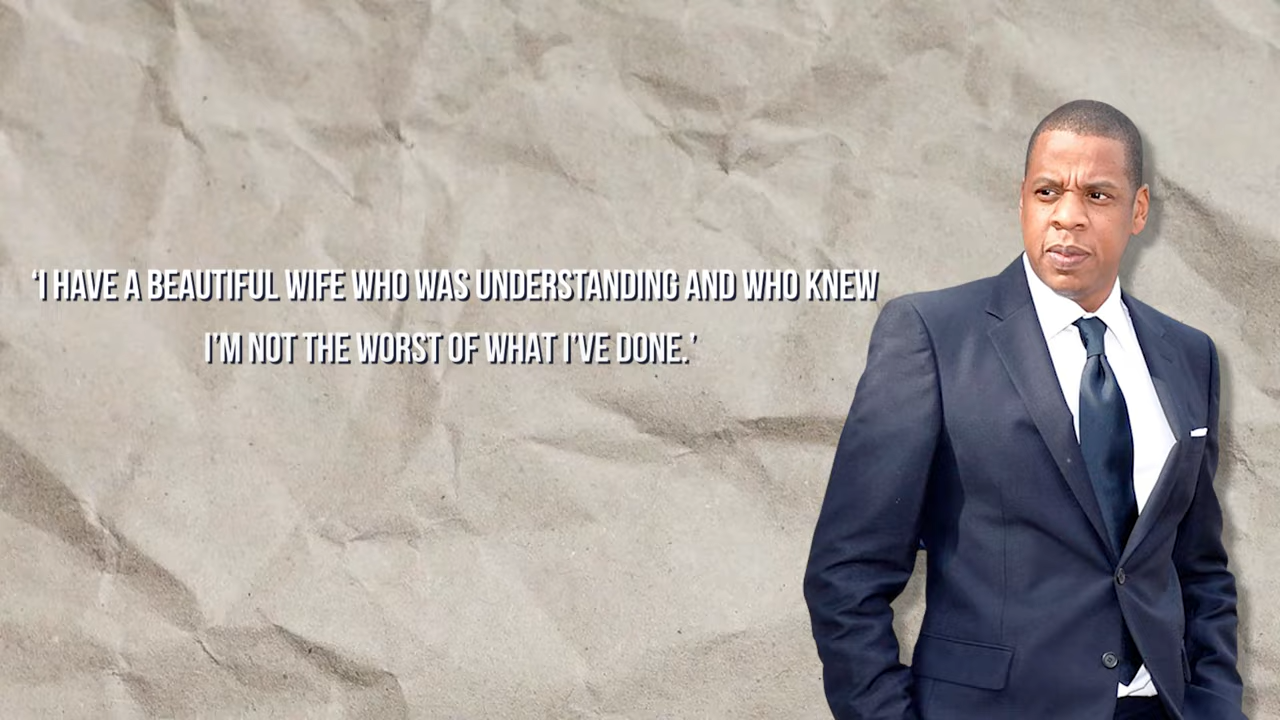 ‘I HAVE A BEAUTIFUL WIFE WHO WAS UNDERSTANDING AND WHO KNEW
I’M NOT THE WORST OF WHAT I’VE DONE.’